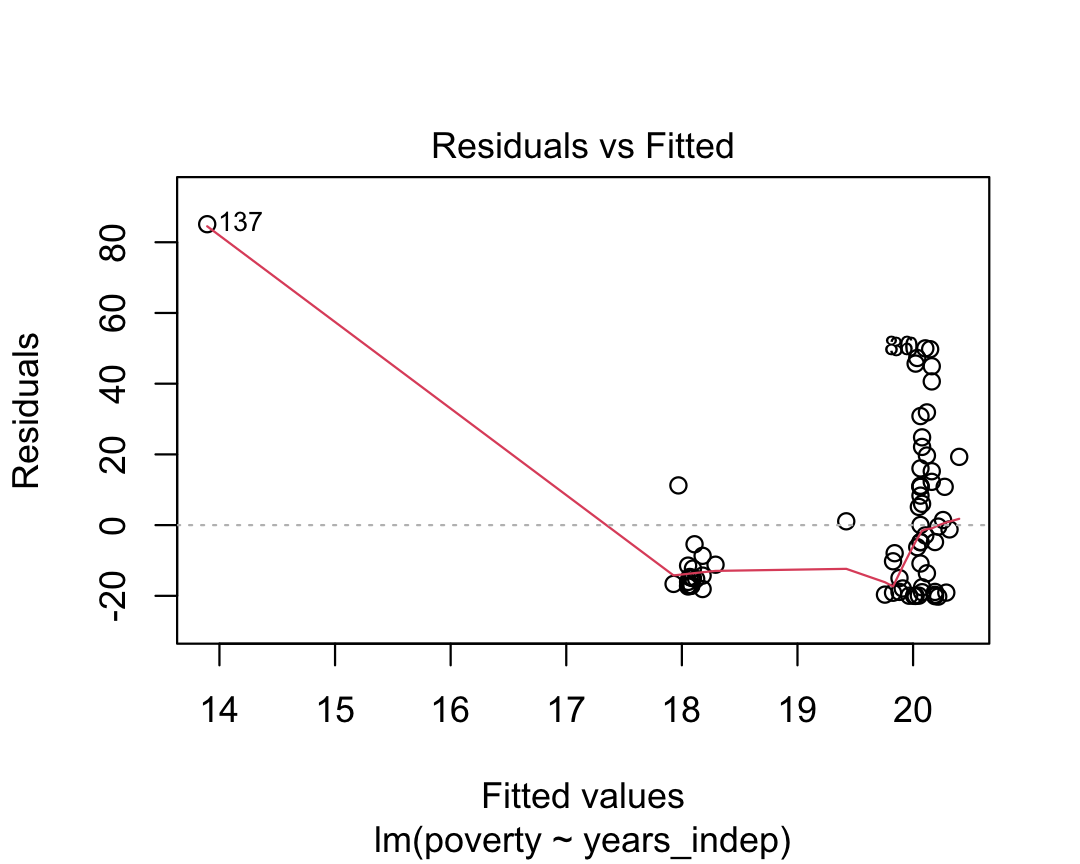 Residuals vs Fitted
137
Residuals
80
60
40
20
0
-20
14 15 16 17 18 19 20
Fitted values
lm(poverty ~ years_indep)